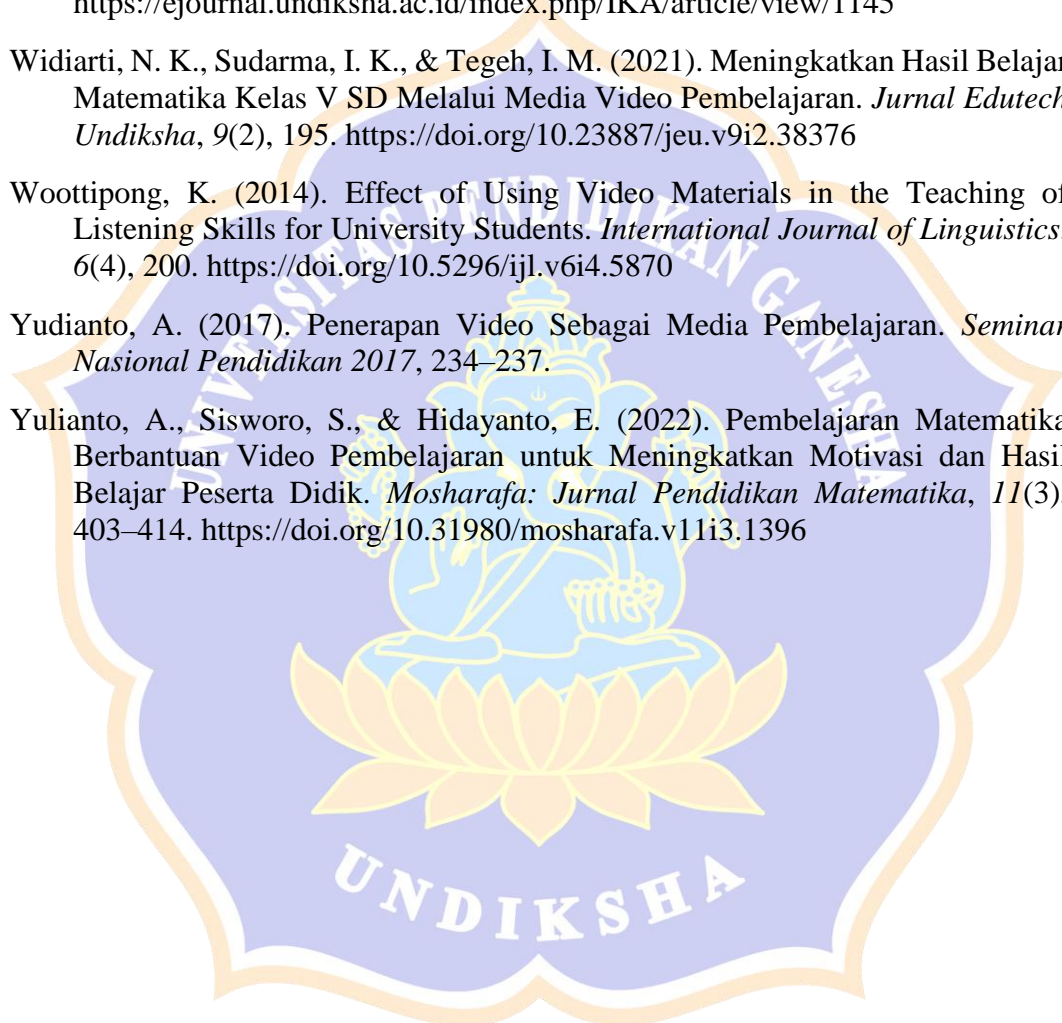 https://ejournal.undiksha.ac.id/index.php/IKA/article/view/1145
Widiarti, N. K., Sudarma, I. K., & Tegeh, I. M. (2021). Meningkatkan Hasil Belajar
Matematika Kelas V SD Melalui Media Video Pembelajaran. Jurnal Edutech
Undiksha, 9(2), 195. https://doi.org/10.23887/jeu.v9i2.38376
Woottipong, K. (2014). Effect of Using Video Materials in the Teaching of
Listening Skills for University Students. International Journal of Linguistics,
6(4), 200. https://doi.org/10.5296/ijl.v6i4.5870
Yudianto, A. (2017). Penerapan Video Sebagai Media Pembelajaran. Seminar
Nasional Pendidikan 2017, 234–237.
Yulianto, A., Sisworo, S., & Hidayanto, E. (2022). Pembelajaran Matematika
Berbantuan Video Pembelajaran untuk Meningkatkan Motivasi dan Hasil
Belajar Peserta Didik. Mosharafa: Jurnal Pendidikan Matematika, 11(3)
403–414. https://doi.org/10.31980/mosharafa.v11i3.1396
UNIVERSITAS PENDIDIKAN GANESHA
UNDIKSHA